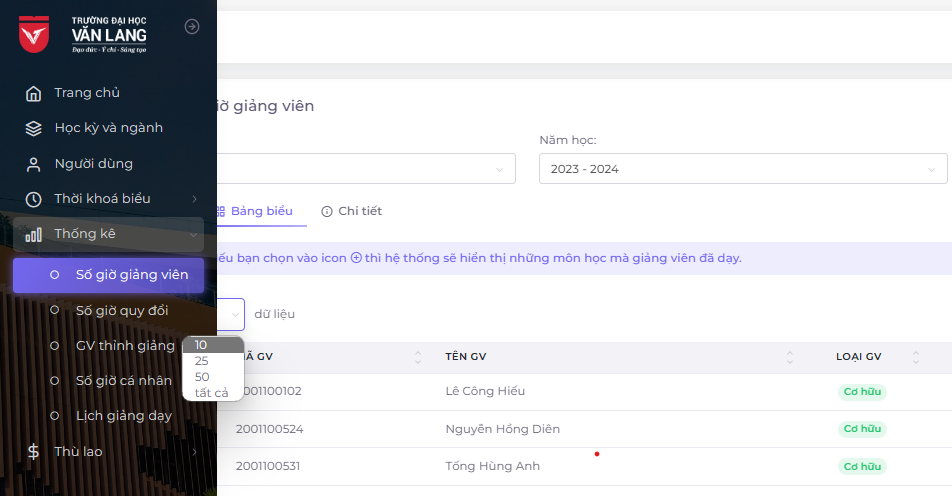 TRƯỜNG ĐẠI HỌC
VĂN LANG
Đạo đức - Ý chí - Sáng tạo
Trang chủ
Học kỳ và ngành
Người dùng
Thời khoá biểu
Thống kê
Số giờ giảng viên
Số giờ quy đổi
GV thỉnh giảng
Số giờ cá nhân
Lịch giảng dạy
Thù lao
giờ giảng viên
Năm học:
2023 - 2024
Bảng biểu
Chi tiết
ếu bạn chọn vào icon ⊕ thì hệ thống sẽ hiển thị những môn học mà giảng viên đã dạy.
dữ liệu
10
25
50
tất cả
Ã GV
TÊN GV
LOẠI GV
2001100102
Lê Công Hiếu
Cơ hữu
2001100524
Nguyễn Hồng Diên
Cơ hữu
2001100531
Tống Hùng Anh
Cơ hữu